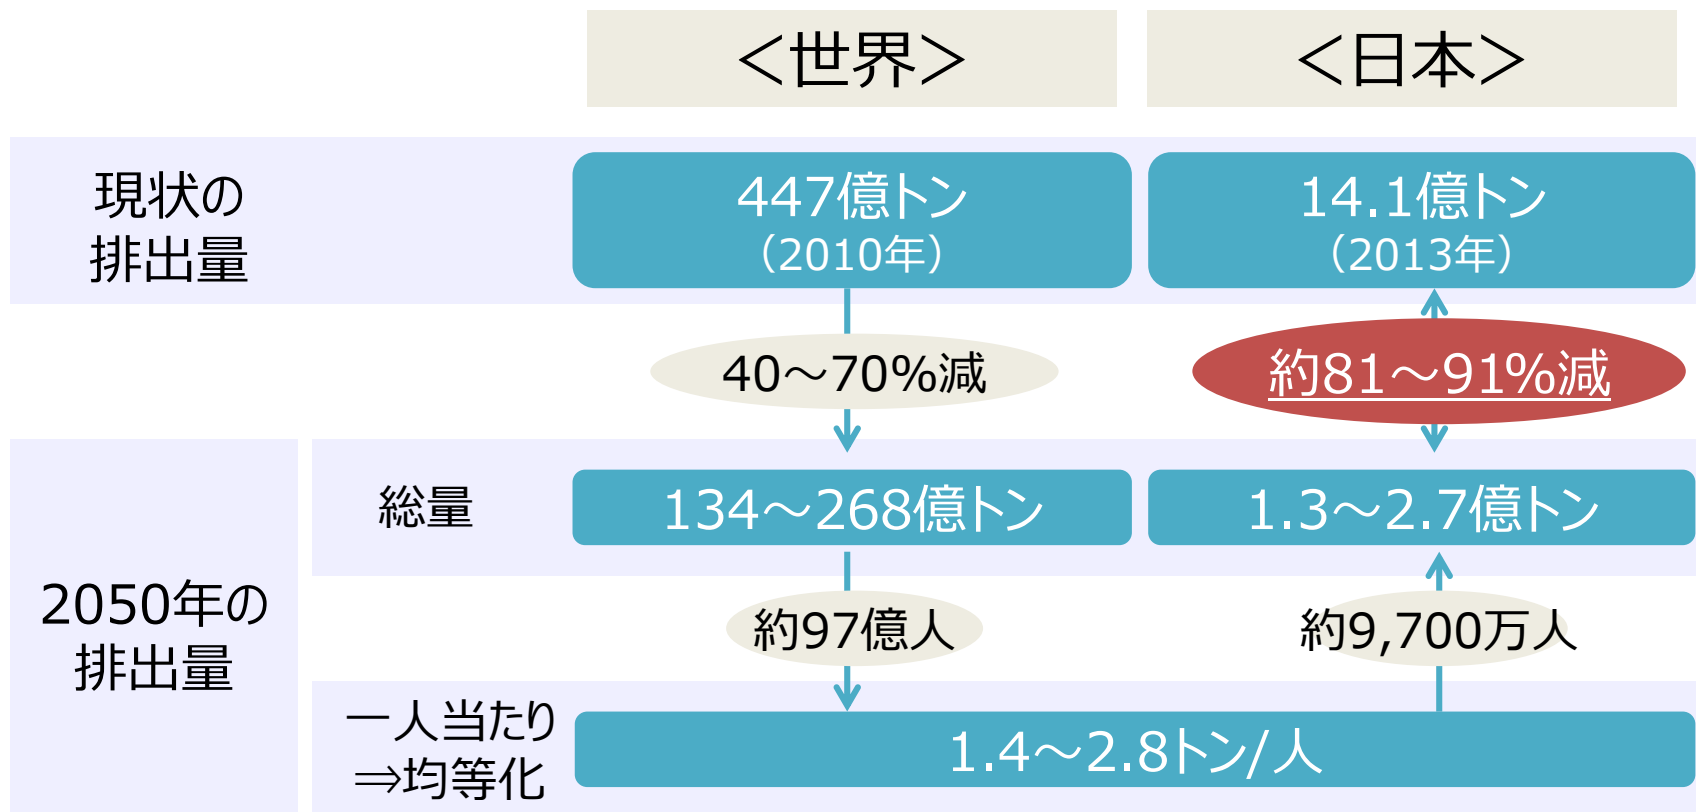 ＜世界＞
＜日本＞
現状の
排出量
447億トン
（2010年）
14.1億トン
（2013年）
40～70%減
約81～91%減
2050年の
排出量
総量
134～268億トン
1.3～2.7億トン
約97億人
約9,700万人
一人当たり
⇒均等化
1.4～2.8トン/人